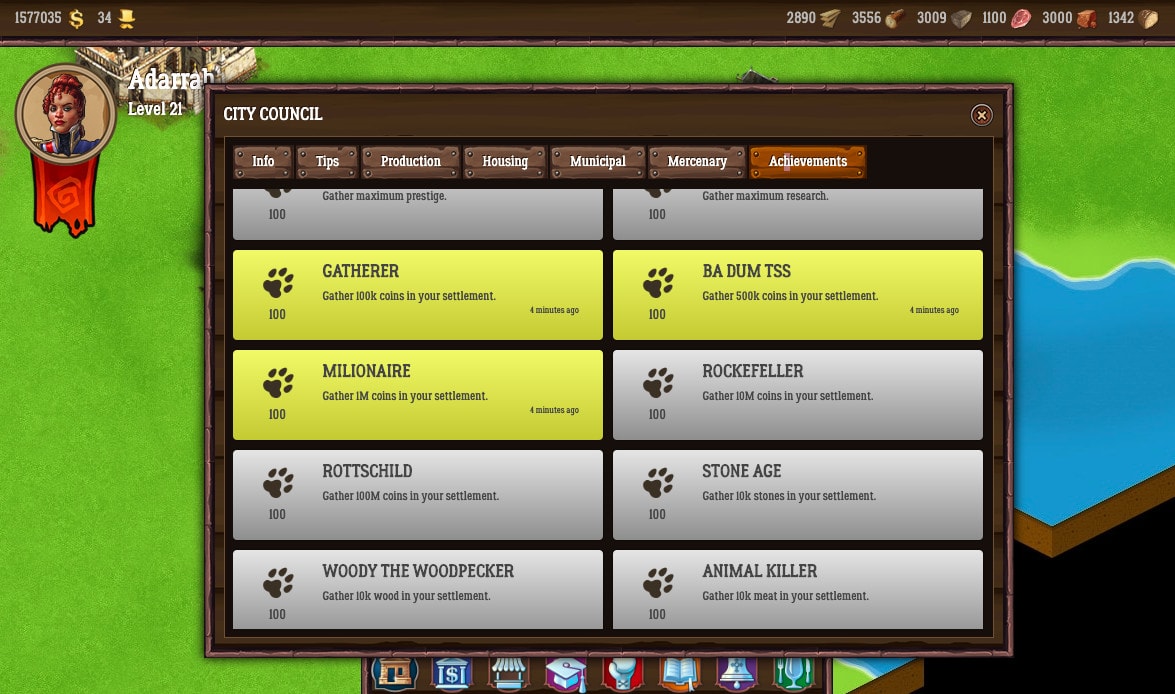 1577035 34 2890 3556 3009 1100 3000 1342
Adarrah
Level 21
CITY COUNCIL
Info Tips Production Housing Municipal Mercenary Achievements
Gather maximum prestige.
100
Gather maximum research.
100
GATHERER
Gather 100k coins in your settlement.
4 minutes ago
100
BA DUM TSS
Gather 500k coins in your settlement.
4 minutes ago
100
MILIONAIRE
Gather 1M coins in your settlement.
4 minutes ago
100
ROCKEFELLER
Gather 10M coins in your settlement.
100
ROTTSCHILD
Gather 100M coins in your settlement.
100
STONE AGE
Gather 10k stones in your settlement.
100
WOODY THE WOODPECKER
Gather 10k wood in your settlement.
100
ANIMAL KILLER
Gather 10k meat in your settlement.
100